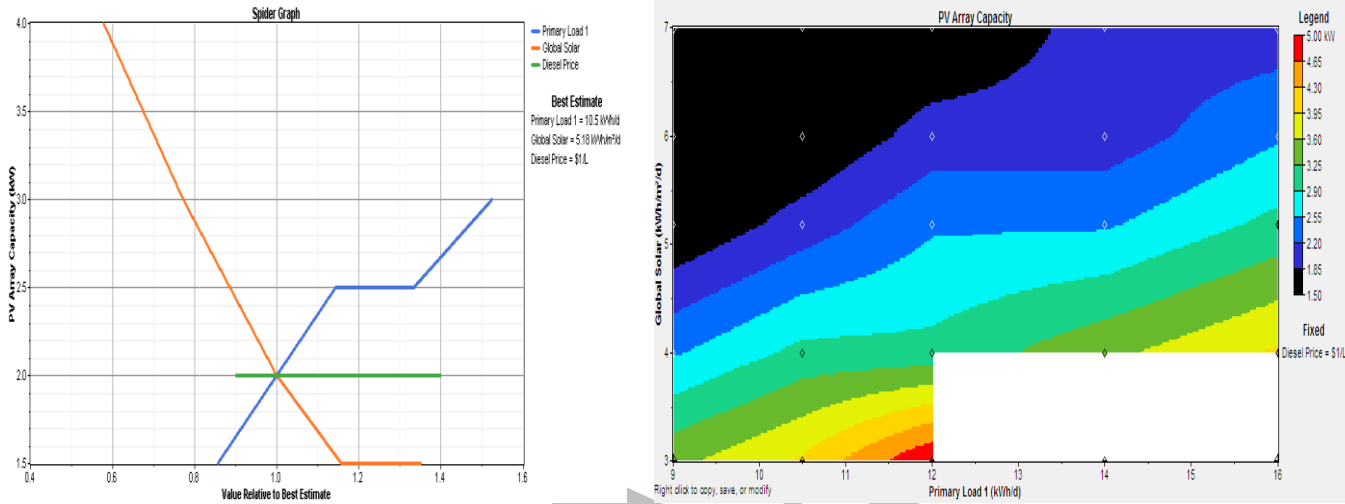 Spider Graph
4.0
3.5
3.0
2.5
2.0
1.5
PV Array Capacity (kW)
0.4 0.6 0.8 1.0 1.2 1.4 1.6
Value Relative to Best Estimate
Primary Load 1
Global Solar
Diesel Price
Best Estimate
Primary Load 1 = 10.5 kWh/d
Global Solar = 5.18 kWh/m²/d
Diesel Price = $1/L
PV Array Capacity
7
6
5
4
3
Global Solar (kWh/m²/d)
9 10 11 12 13 14 15 16
Primary Load 1 (kWh/d)
Right click to copy, save, or modify
Legend
5.00 kW
4.65
4.30
3.95
3.60
3.25
2.90
2.55
2.20
1.85
1.50
Fixed
Diesel Price = $1/L